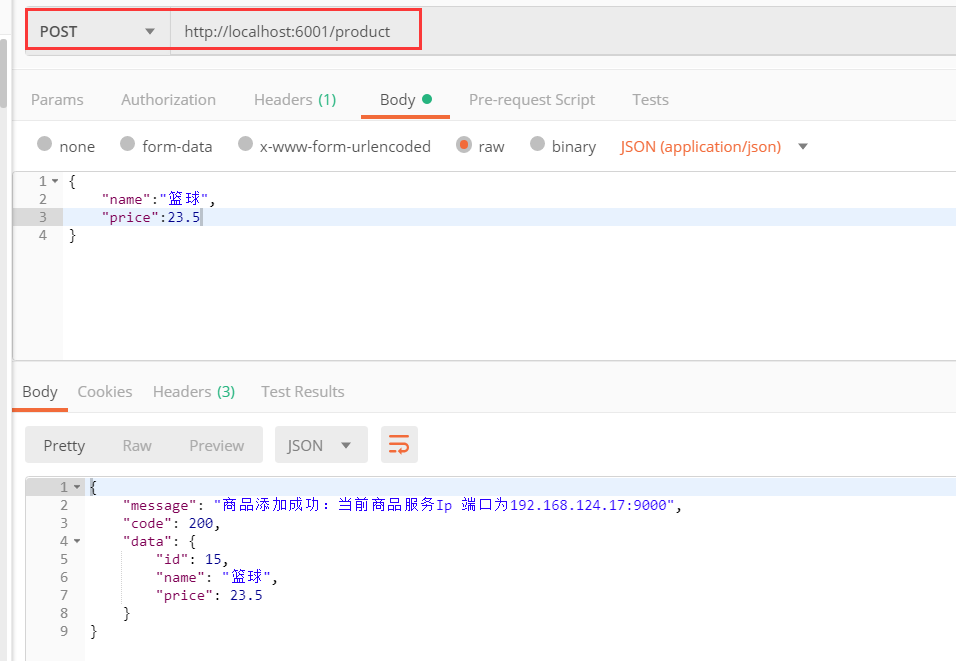 POST http://localhost:6001/product
Params Authorization Headers (1) Body Pre-request Script Tests
none form-data x-www-form-urlencoded raw binary JSON (application/json)
1 {
2 "name":"篮球",
3 "price":23.5
4 }
Body Cookies Headers (3) Test Results
Pretty Raw Preview JSON
1 {
2 "message": "商品添加成功：当前商品服务Ip 端口为192.168.124.17:9000",
3 "code": 200,
4 "data": {
5 "id": 15,
6 "name": "篮球",
7 "price": 23.5
8 }
9 }